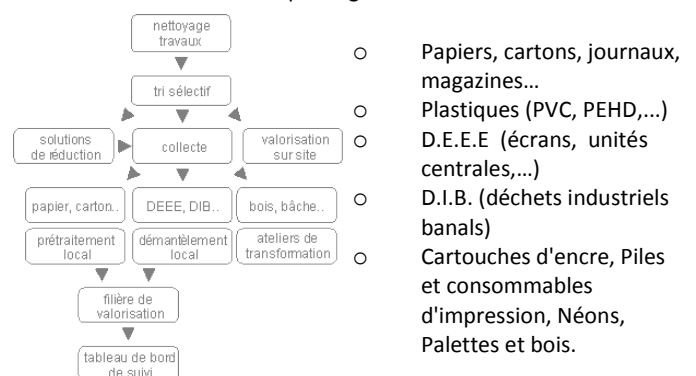 nettoyage
travaux
tri sélectif
solutions
de réduction
collecte
valorisation
sur site
papier, carton..
DEEE, DIB..
bois, bâche..
prétraitement
local
démantèlement
local
ateliers de
transformation
filière de
valorisation
tableau de bord
de suivi
o Papiers, cartons, journaux,
magazines…
o Plastiques (PVC, PEHD,...)
o D.E.E.E (écrans, unités
centrales,…)
o D.I.B. (déchets industriels
banals)
o Cartouches d'encre, Piles
et consommables
d'impression, Néons,
Palettes et bois.